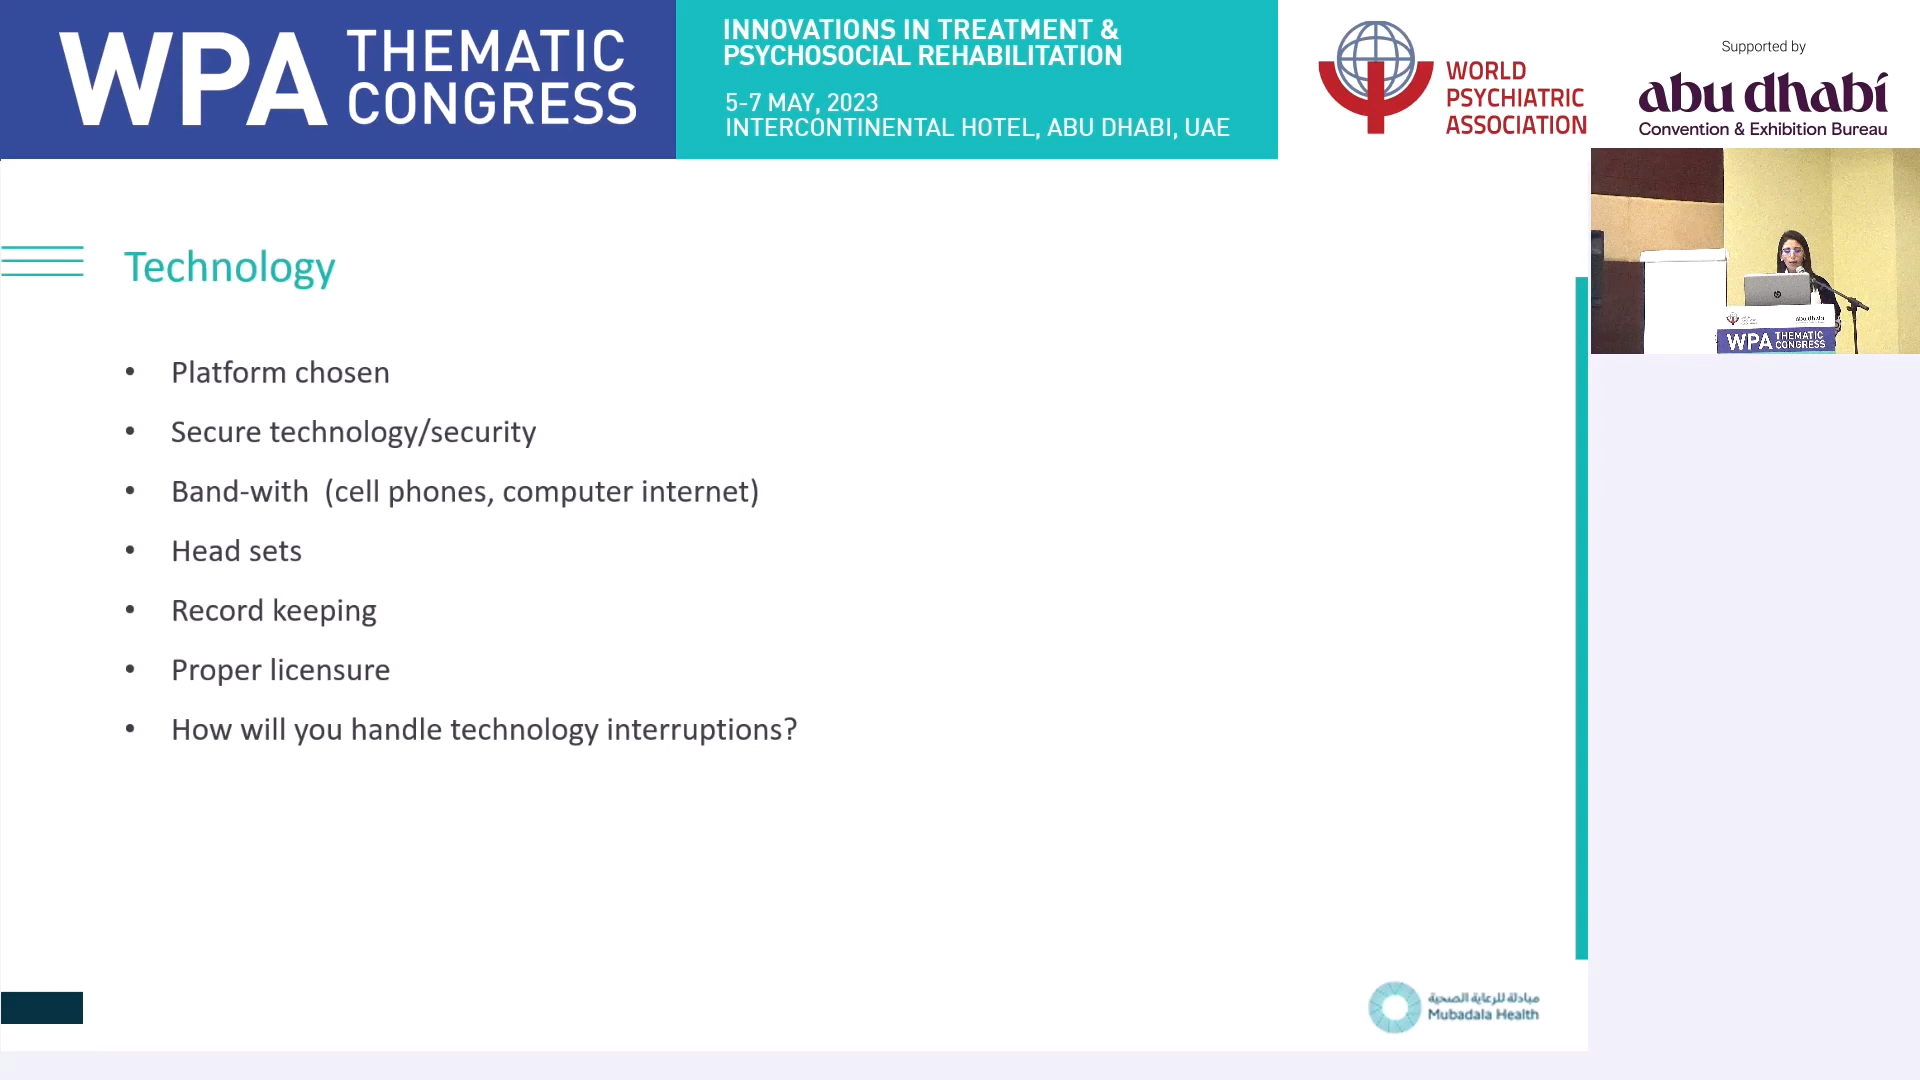 WPA THEMATIC
CONGRESS
INNOVATIONS IN TREATMENT &
PSYCHOSOCIAL REHABILITATION
5-7 MAY, 2023
INTERCONTINENTAL HOTEL, ABU DHABI, UAE
WORLD
PSYCHIATRIC
ASSOCIATION
Supported by
abu dhabi
Convention & Exhibition Bureau
Technology
• Platform chosen
• Secure technology/security
• Band-with (cell phones, computer internet)
• Head sets
• Record keeping
• Proper licensure
• How will you handle technology interruptions?
abu dhabi
WPA THEMATIC
CONGRESS
مبادلة للرعاية الصحية
Mubadala Health